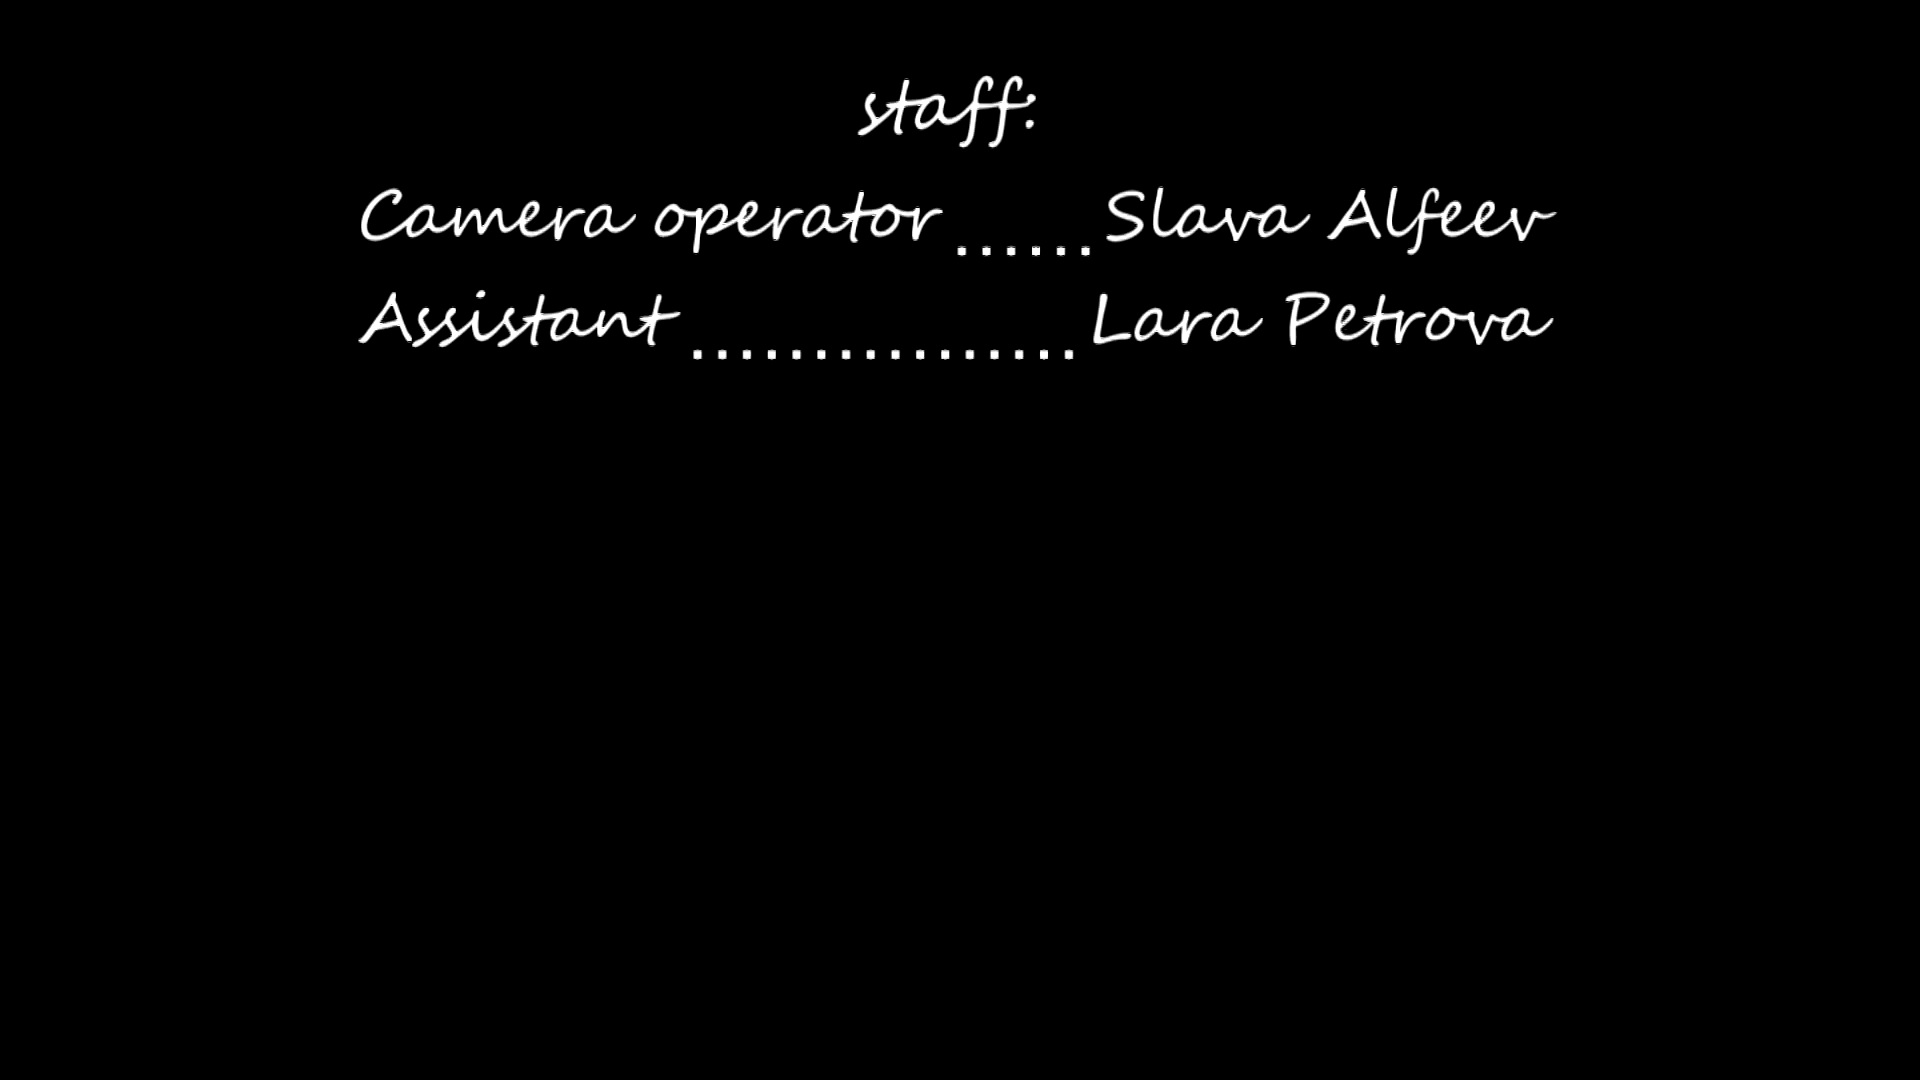 staff:
Camera operator ...... Slava Alfeev
Assistant ................ Lara Petrova